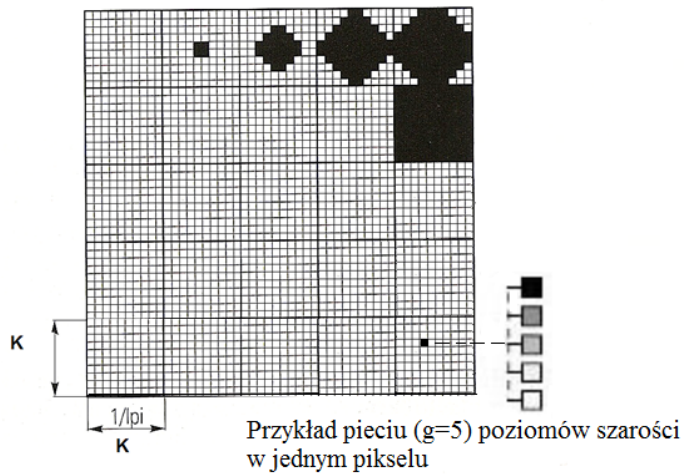 K
1/lpi
K
Przykład pieciu (g=5) poziomów szarości
w jednym pikselu